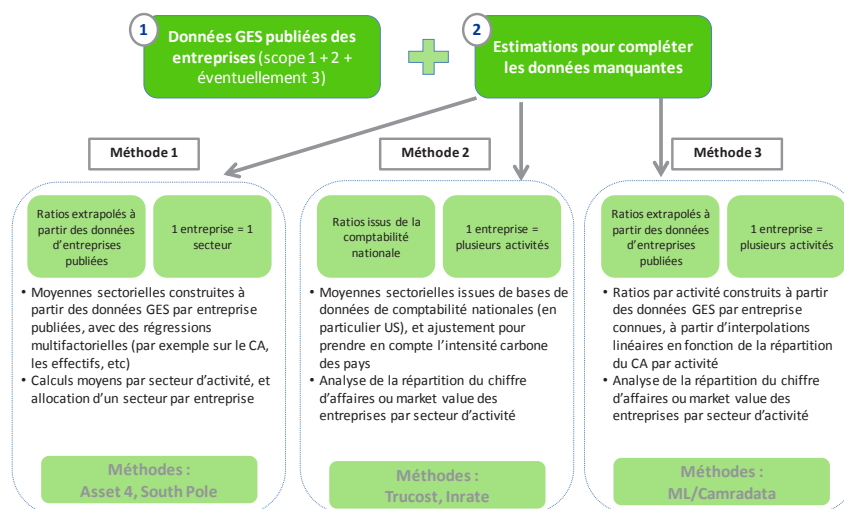 1
Données GES publiées des
entreprises (scope 1 + 2 +
éventuellement 3)
2
Estimations pour compléter
les données manquantes
Méthode 1
Méthode 2
Méthode 3
Ratios extrapolés à
partir des données
d'entreprises
publiées
1 entreprise = 1
secteur
• Moyennes sectorielles construites à
partir des données GES par entreprise
publiées, avec des régressions
multifactorielles (par exemple sur le CA,
les effectifs, etc)
• Calculs moyens par secteur d'activité, et
allocation d'un secteur par entreprise
Méthodes :
Asset 4, South Pole
Ratios issus de la
comptabilité
nationale
1 entreprise =
plusieurs activités
• Moyennes sectorielles issues de bases de
données de comptabilité nationales (en
particulier US), et ajustement pour
prendre en compte l'intensité carbone
des pays
• Analyse de la répartition du chiffre
d'affaires ou market value des
entreprises par secteur d'activité
Méthodes :
Trucost, Inrate
Ratios extrapolés à
partir des données
d'entreprises
publiées
1 entreprise =
plusieurs activités
• Ratios par activité construits à partir
des données GES par entreprise
connues, à partir d'interpolations
linéaires en fonction de la répartition
du CA par activité
• Analyse de la répartition du chiffre
d'affaires ou market value des
entreprises par secteur d'activité
Méthodes :
ML/Camradata